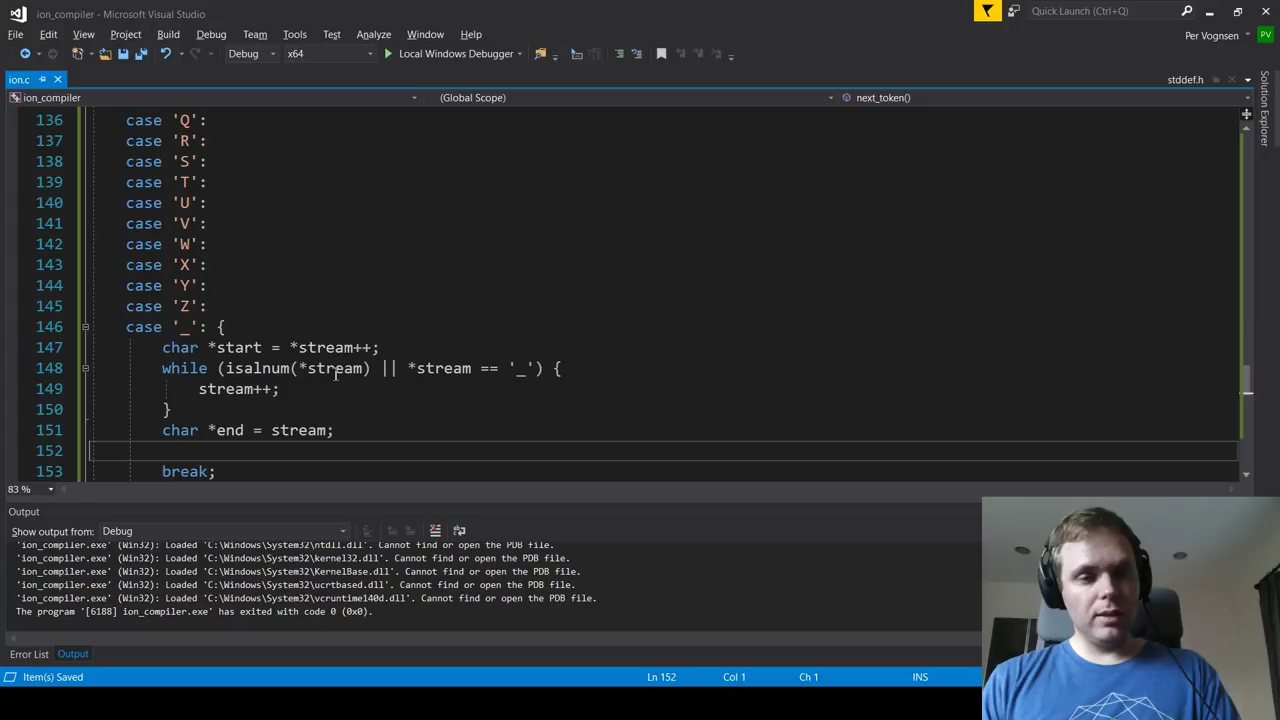 ion_compiler - Microsoft Visual Studio
Quick Launch (Ctrl+Q)
File Edit View Project Build Debug Team Tools Test Analyze Window Help
Per Vognsen PV
Debug x64 Local Windows Debugger
ion.c
stddef.h
ion_compiler (Global Scope) next_token()
Solution Explorer
136 case 'Q':
137 case 'R':
138 case 'S':
139 case 'T':
140 case 'U':
141 case 'V':
142 case 'W':
143 case 'X':
144 case 'Y':
145 case 'Z':
146 case '_': {
147 char *start = *stream++;
148 while (isalnum(*stream) || *stream == '_') {
149 stream++;
150 }
151 char *end = stream;
152
153 break;
83 %
Output
Show output from: Debug
'ion_compiler.exe' (Win32): Loaded 'C:\Windows\System32\ntdll.dll'. Cannot find or open the PDB file.
'ion_compiler.exe' (Win32): Loaded 'C:\Windows\System32\kernel32.dll'. Cannot find or open the PDB file.
'ion_compiler.exe' (Win32): Loaded 'C:\Windows\System32\KernelBase.dll'. Cannot find or open the PDB file.
'ion_compiler.exe' (Win32): Loaded 'C:\Windows\System32\ucrtbased.dll'. Cannot find or open the PDB file.
'ion_compiler.exe' (Win32): Loaded 'C:\Windows\System32\vcruntime140d.dll'. Cannot find or open the PDB file.
The program '[6188] ion_compiler.exe' has exited with code 0 (0x0).
Error List Output
Item(s) Saved Ln 152 Col 1 Ch 1 INS